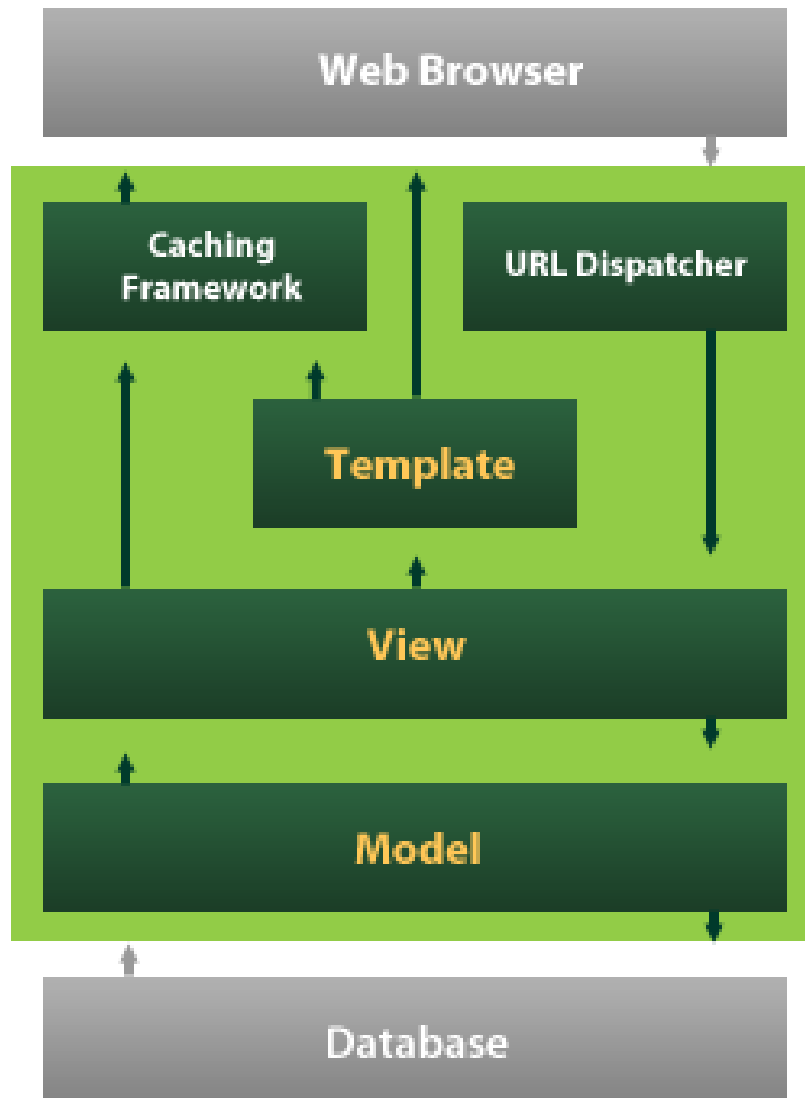 Web Browser
Caching
Framework
URL Dispatcher
Template
View
Model
Database